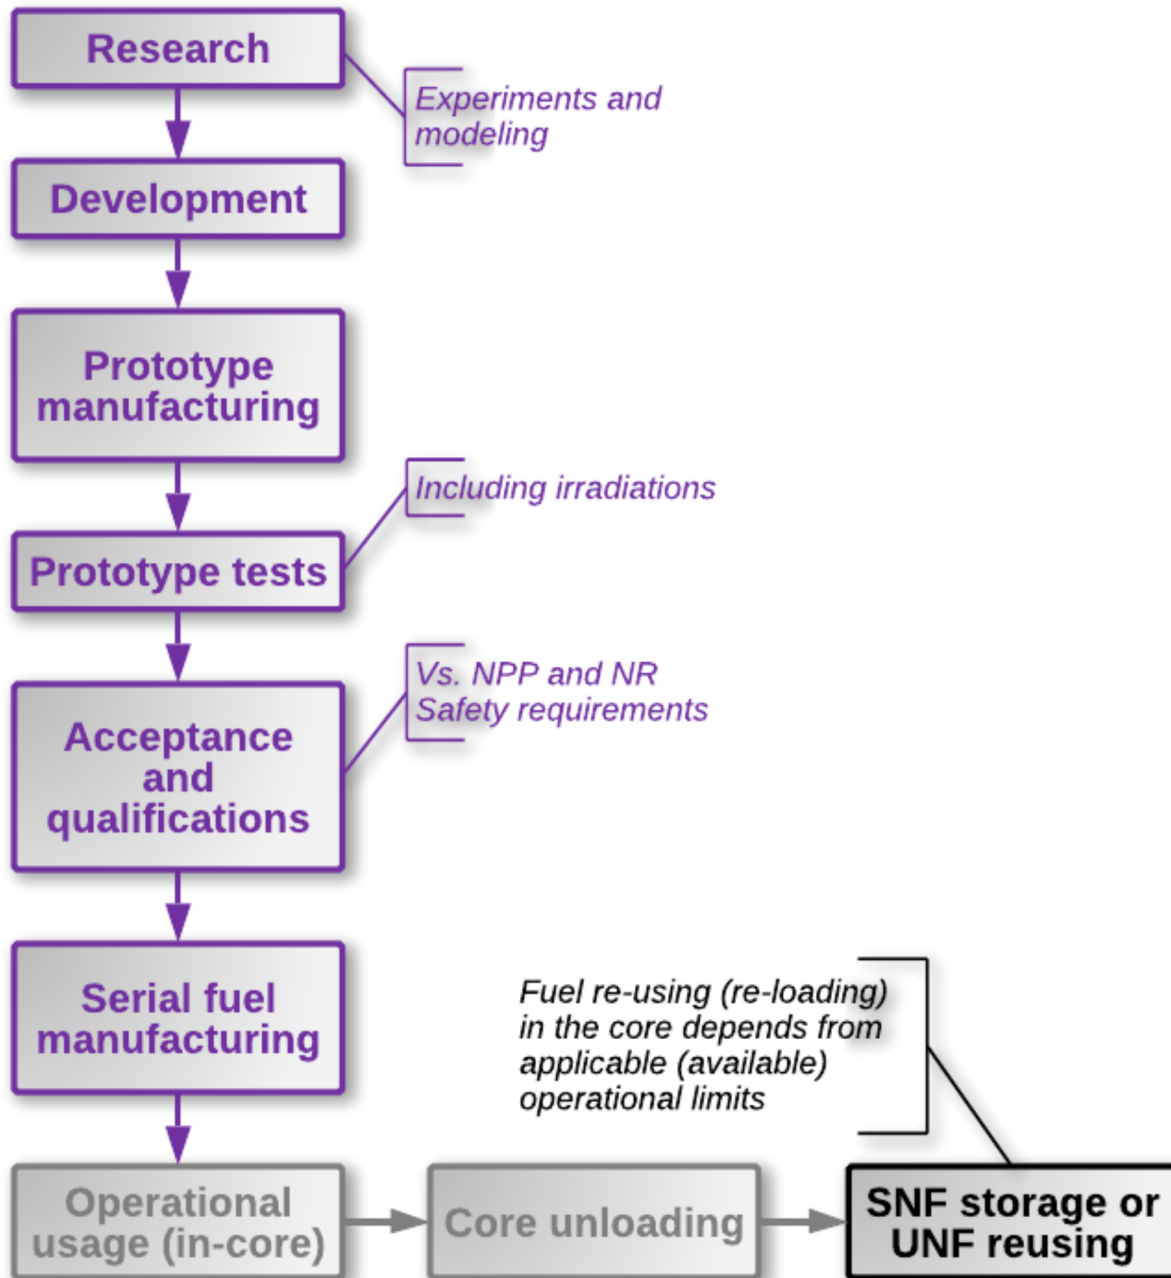 Research
Experiments and
modeling
Development
Prototype
manufacturing
Including irradiations
Prototype tests
Vs. NPP and NR
Safety requirements
Acceptance
and
qualifications
Serial fuel
manufacturing
Fuel re-using (re-loading)
in the core depends from
applicable (available)
operational limits
Operational
usage (in-core)
Core unloading
SNF storage or
UNF reusing